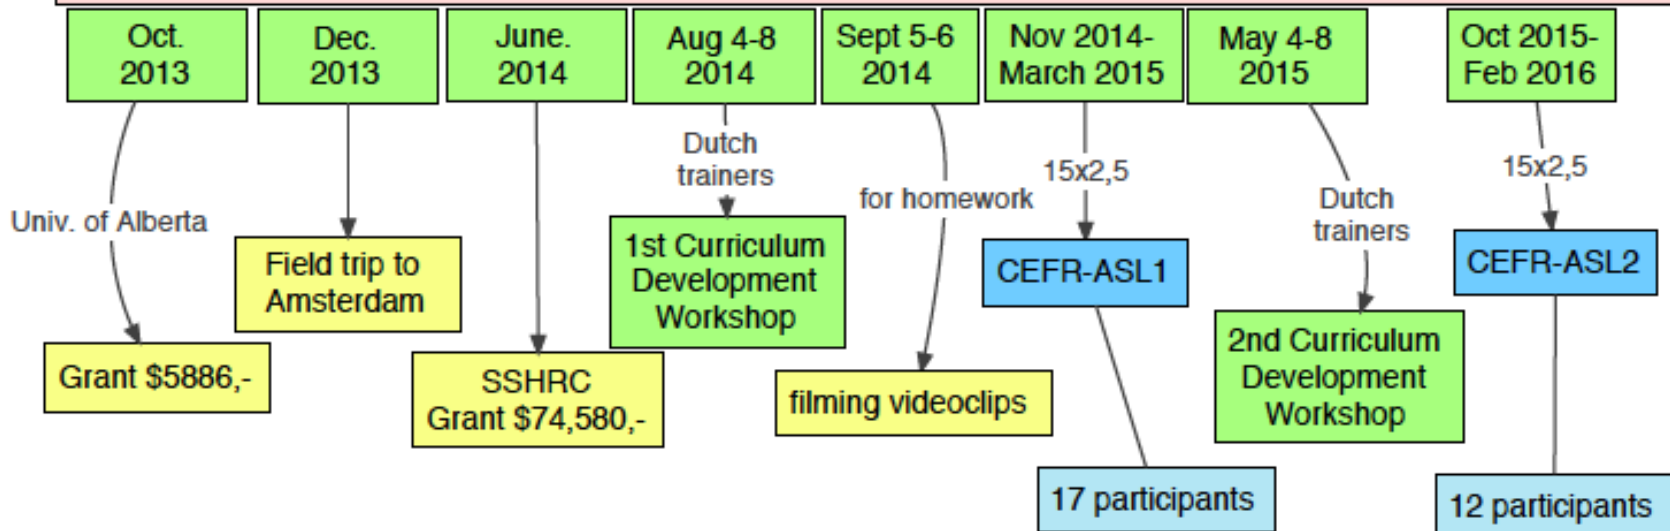 Oct.
2013
Dec.
2013
June.
2014
Aug 4-8
2014
Sept 5-6
2014
Nov 2014-
March 2015
May 4-8
2015
Oct 2015-
Feb 2016
Univ. of Alberta
Dutch
trainers
for homework
15x2,5
Dutch
trainers
15x2,5
Grant $5886,-
Field trip to
Amsterdam
SSHRC
Grant $74,580,-
1st Curriculum
Development
Workshop
filming videoclips
CEFR-ASL1
2nd Curriculum
Development
Workshop
CEFR-ASL2
17 participants
12 participants